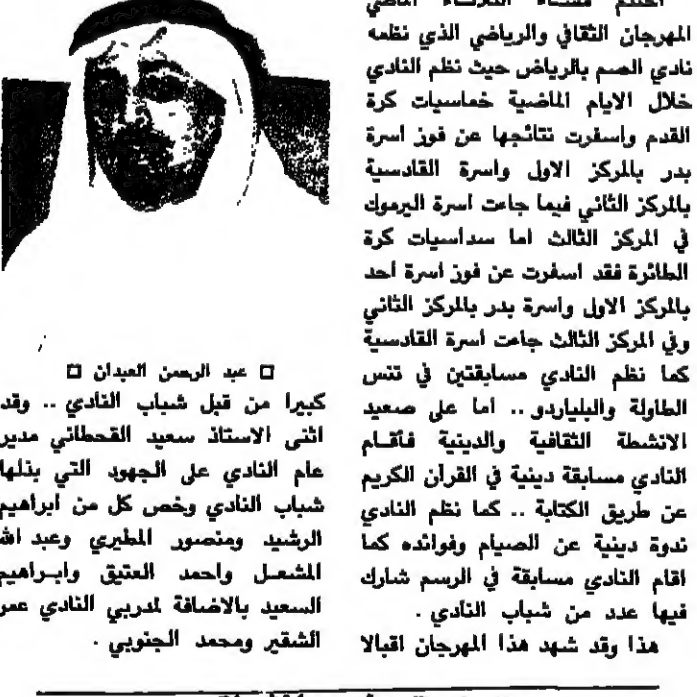 اختتم مساء الثلاثاء الماضي
المهرجان الثقافي والرياضي الذي نظمه
نادي الصم بالرياض حيث نظم النادي
خلال الايام الماضية خماسيات كرة
القدم واسفرت نتائجها عن فوز اسرة
بدر بالمركز الاول واسرة القادسية
بالمركز الثاني فيما جاءت اسرة اليرموك
في المركز الثالث اما سداسيات كرة
الطائرة فقد اسفرت عن فوز اسرة احد
بالمركز الاول واسرة بدر بالمركز الثاني
وفي المركز الثالث جاءت اسرة القادسية
كما نظم النادي مسابقتين في تنس
الطاولة والبلياردو .. أما على صعيد
الانشطة الثقافية والدينية فأقام
النادي مسابقة دينية في القرآن الكريم
عن طريق الكتابة .. كما نظم النادي
ندوة دينية عن الصيام وفوائده كما
أقام النادي مسابقة في الرسم شارك
فيها عدد من شباب النادي .
هذا وقد شهد هذا المهرجان اقبالا
□ عبد الرحمن العبدان □
كبيرا من قبل شباب النادي .. وقد
اثنى الاستاذ سعيد القحطاني مدير
عام النادي على الجهود التي بذلها
شباب النادي وخص كل من ابراهيم
الرشيد ومنصور المطيري وعبد الله
المشعل واحمد العتيق وابراهيم
السعيد بالاضافة لمدربي النادي عمر
الشقير ومحمد الجنوبي .